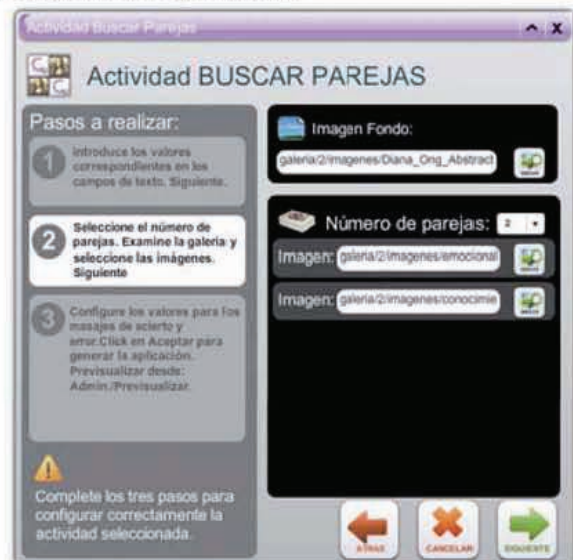 Actividad Buscar Parejas
Actividad BUSCAR PAREJAS
Pasos a realizar:
1
Introduce los valores
correspondientes en los
campos de texto. Siguiente.
2
Seleccione el número de
parejas. Examine la galería y
seleccione las imágenes.
Siguiente
3
Configure los valores para los
masajes de acierto y
error.Click en Aceptar para
generar la aplicación.
Previsualizar desde:
Admin./Previsualizar.
Complete los tres pasos para
configurar correctamente la
actividad seleccionada.
Imagen Fondo:
galeria/2/imagenes/Diana_Ong_Abstract
Número de parejas: 2
Imagen: galeria/2/imagenes/emocional
Imagen: galeria/2/imagenes/conocimie
ATRAS
CANCELAR
SIGUIENTE